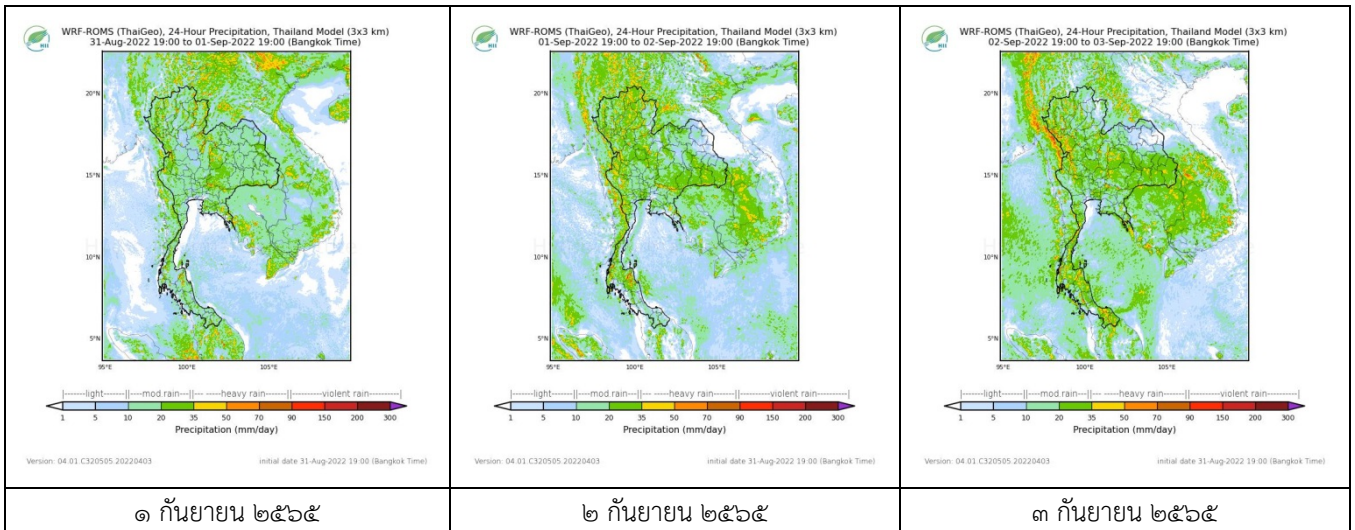 HII
WRF-ROMS (ThaiGeo), 24-Hour Precipitation, Thailand Model (3x3 km)
31-Aug-2022 19:00 to 01-Sep-2022 19:00 (Bangkok Time)
20°N
15°N
10°N
5°N
95°E 100°E 105°E
|------light------||---mod.rain---||--- ---heavy rain---||------violent rain------|
1 5 10 20 35 50 70 90 150 200 300
Precipitation (mm/day)
Version: 04.01.C320505.20220403 initial date 31-Aug-2022 19:00 (Bangkok Time)
๑ กันยายน ๒๕๖๕
HII
WRF-ROMS (ThaiGeo), 24-Hour Precipitation, Thailand Model (3x3 km)
01-Sep-2022 19:00 to 02-Sep-2022 19:00 (Bangkok Time)
20°N
15°N
10°N
5°N
95°E 100°E 105°E
|------light------||---mod.rain---||--- ---heavy rain---||------violent rain------|
1 5 10 20 35 50 70 90 150 200 300
Precipitation (mm/day)
Version: 04.01.C320505.20220403 initial date 31-Aug-2022 19:00 (Bangkok Time)
๒ กันยายน ๒๕๖๕
HII
WRF-ROMS (ThaiGeo), 24-Hour Precipitation, Thailand Model (3x3 km)
02-Sep-2022 19:00 to 03-Sep-2022 19:00 (Bangkok Time)
20°N
15°N
10°N
5°N
95°E 100°E 105°E
|------light------||---mod.rain---||--- ---heavy rain---||------violent rain------|
1 5 10 20 35 50 70 90 150 200 300
Precipitation (mm/day)
Version: 04.01.C320505.20220403 initial date 31-Aug-2022 19:00 (Bangkok Time)
๓ กันยายน ๒๕๖๕